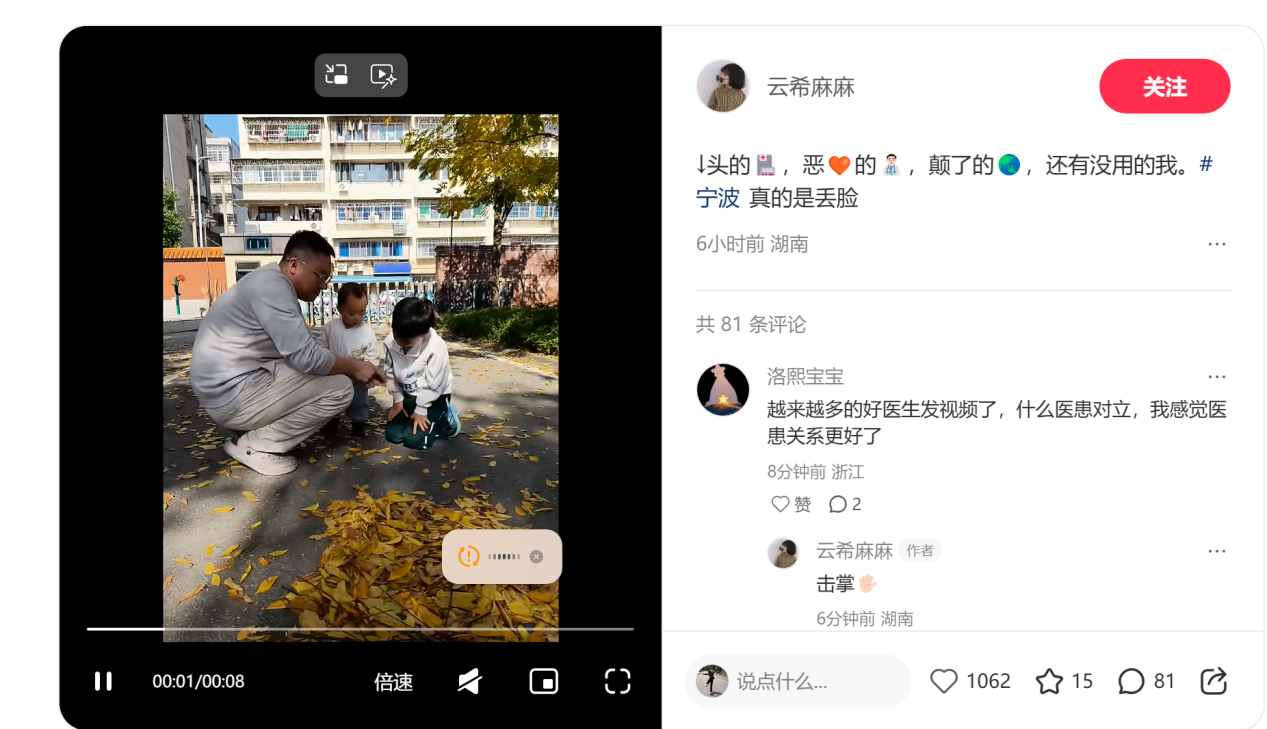 云希麻麻
关注
↓头的🏥，恶🧡的👨‍⚕️，颠了的🌏，还有没用的我。#
宁波 真的是丢脸
6小时前 湖南
共 81 条评论
洛熙宝宝
越来越多的好医生发视频了，什么医患对立，我感觉医
患关系更好了
8分钟前 浙江
赞 2
云希麻麻 作者
击掌🖐🏻
6分钟前 湖南
00:01/00:08 倍速
说点什么... 1062 15 81